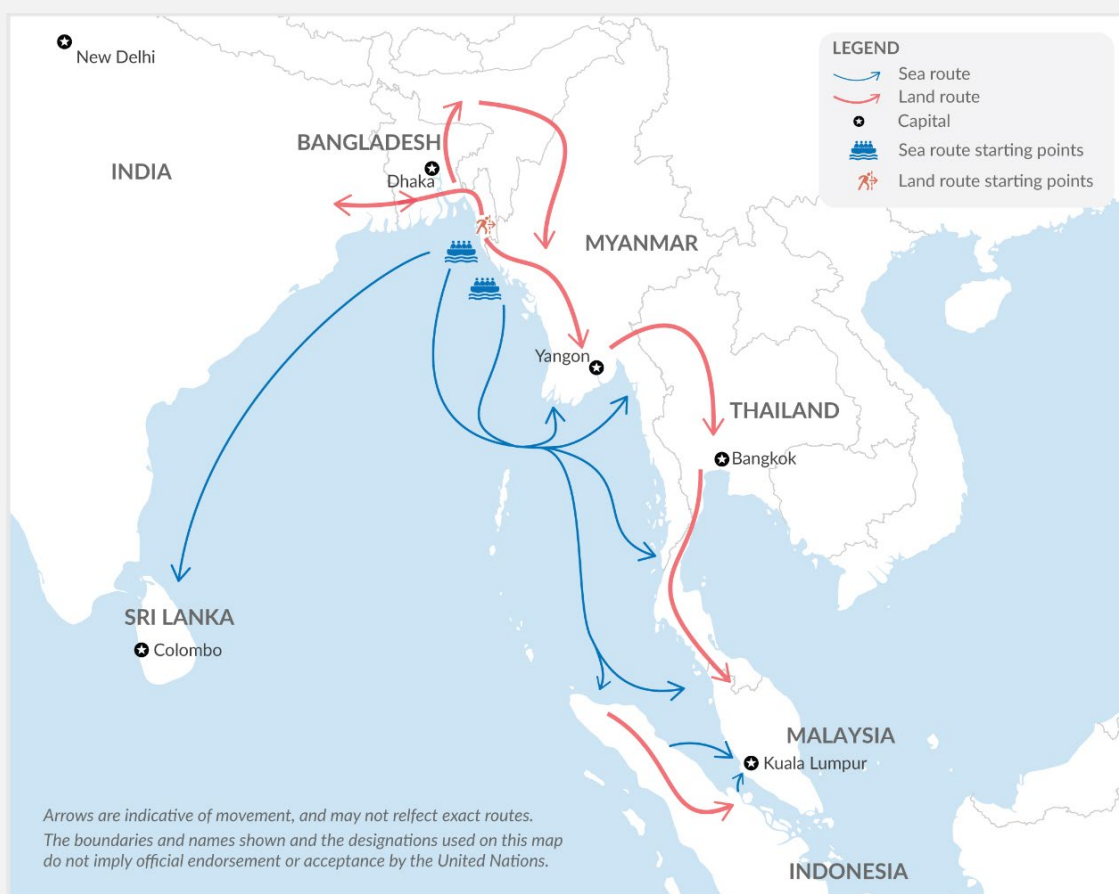 New Delhi
LEGEND
Sea route
Land route
Capital
Sea route starting points
Land route starting points
BANGLADESH
INDIA
Dhaka
MYANMAR
Yangon
THAILAND
Bangkok
SRI LANKA
Colombo
MALAYSIA
Kuala Lumpur
Arrows are indicative of movement, and may not relfect exact routes.
The boundaries and names shown and the designations used on this map
do not imply official endorsement or acceptance by the United Nations.
INDONESIA